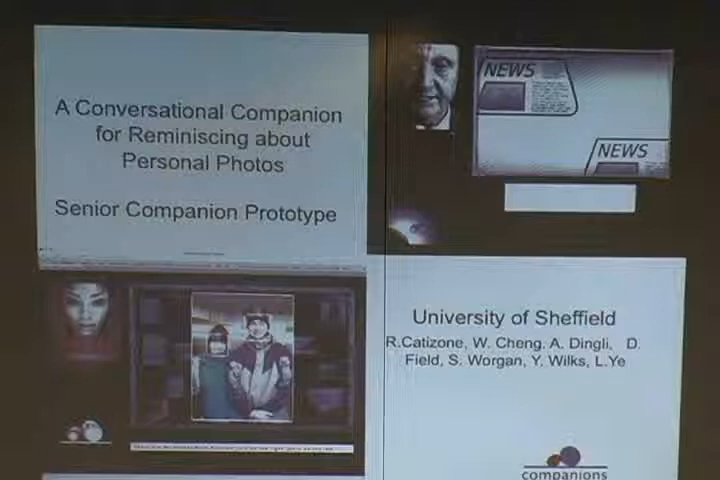 A Conversational Companion
for Reminiscing about
Personal Photos
Senior Companion Prototype
NEWS
NEWS
University of Sheffield
R.Catizone, W. Cheng. A. Dingli, D.
Field, S. Worgan, Y. Wilks, L.Ye
companions